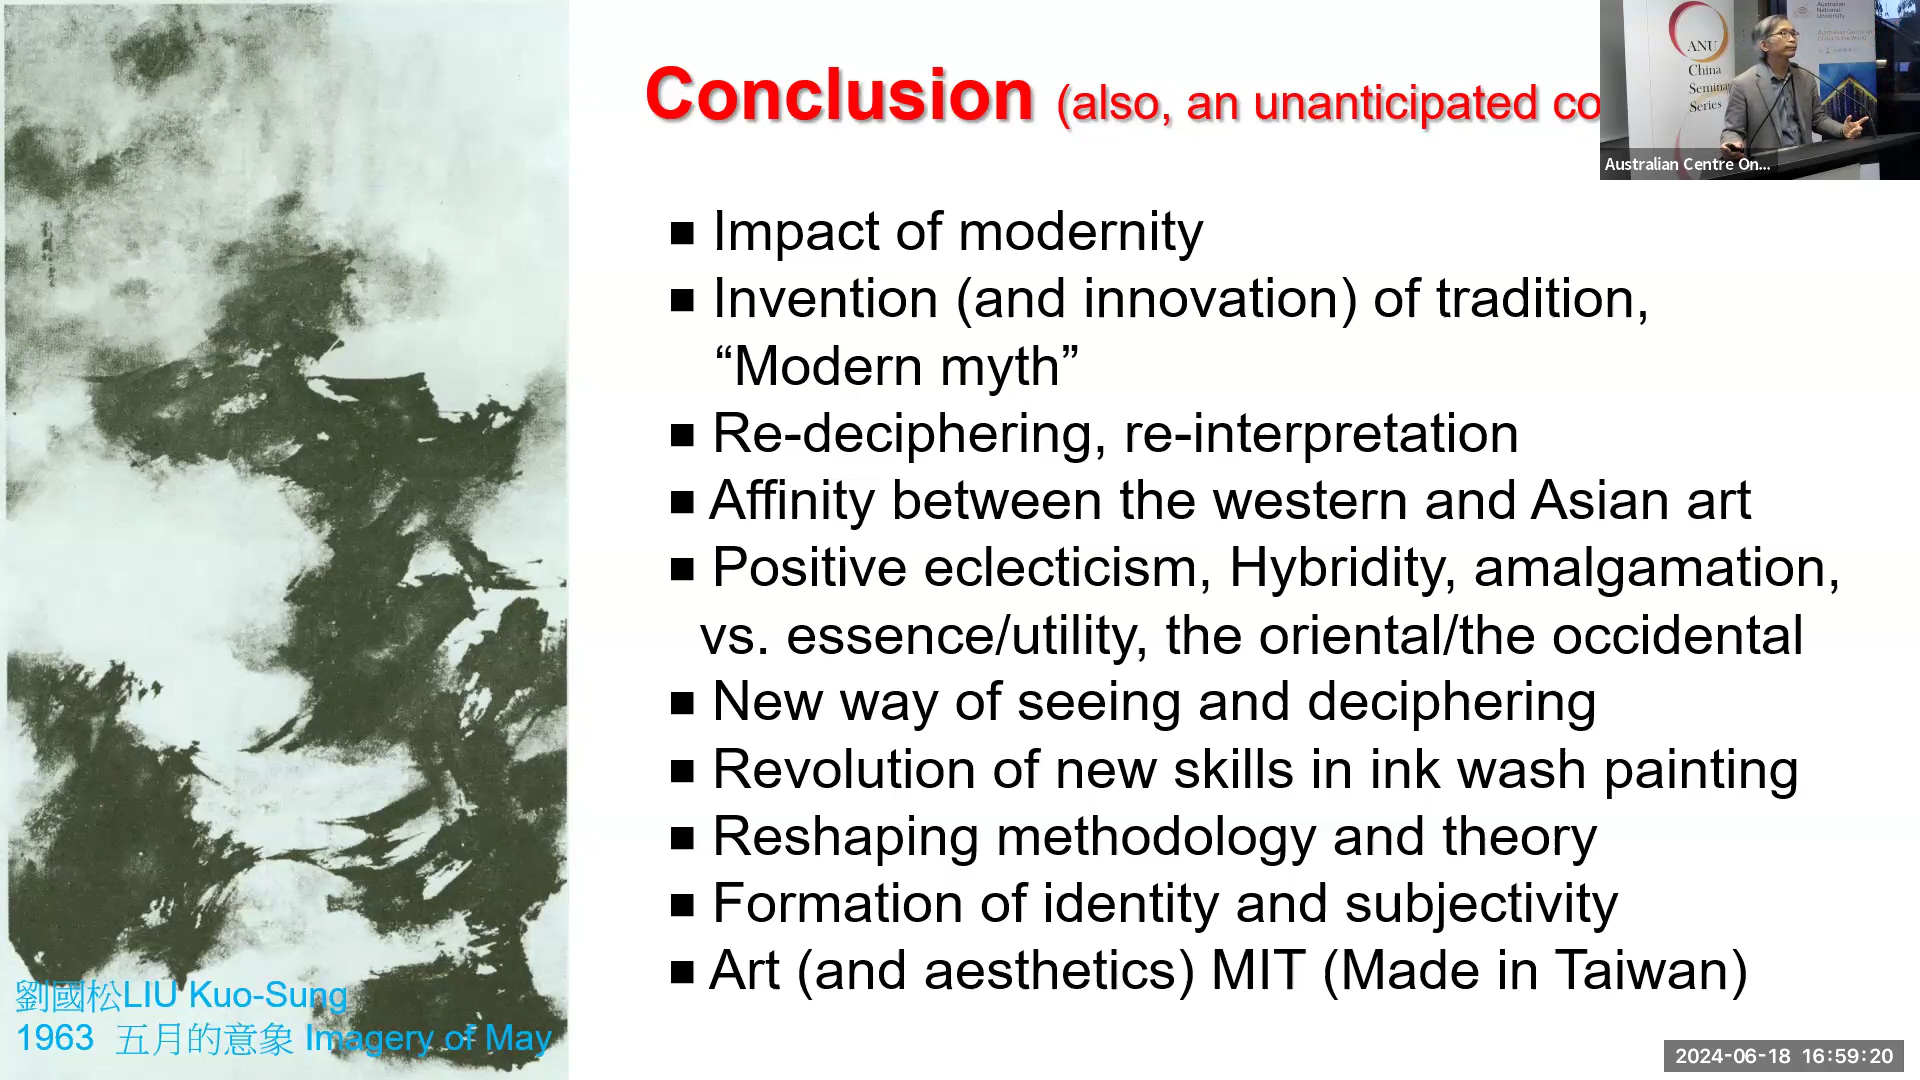 Conclusion (also, an unanticipated co
■ Impact of modernity
■ Invention (and innovation) of tradition,
“Modern myth”
■ Re-deciphering, re-interpretation
■ Affinity between the western and Asian art
■ Positive eclecticism, Hybridity, amalgamation,
vs. essence/utility, the oriental/the occidental
■ New way of seeing and deciphering
■ Revolution of new skills in ink wash painting
■ Reshaping methodology and theory
■ Formation of identity and subjectivity
■ Art (and aesthetics) MIT (Made in Taiwan)
劉國松LIU Kuo-Sung
1963 五月的意象 Imagery of May
ANU
China
Seminar
Series
Australian
National
University
Australian Centre On...
2024-06-18 16:59:20